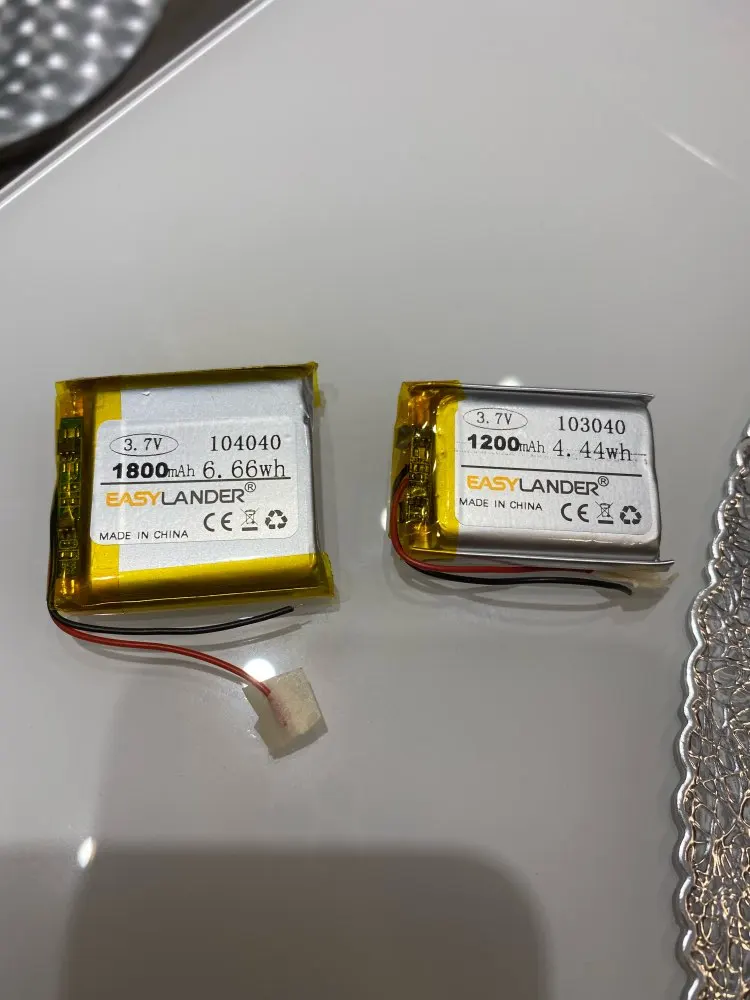 3.7V 104040
1800mAh 6.66wh
EASYLANDER®
CE
MADE IN CHINA
3.7V 103040
1200mAh 4.44wh
EASYLANDER®
MADE IN CHINA
CE